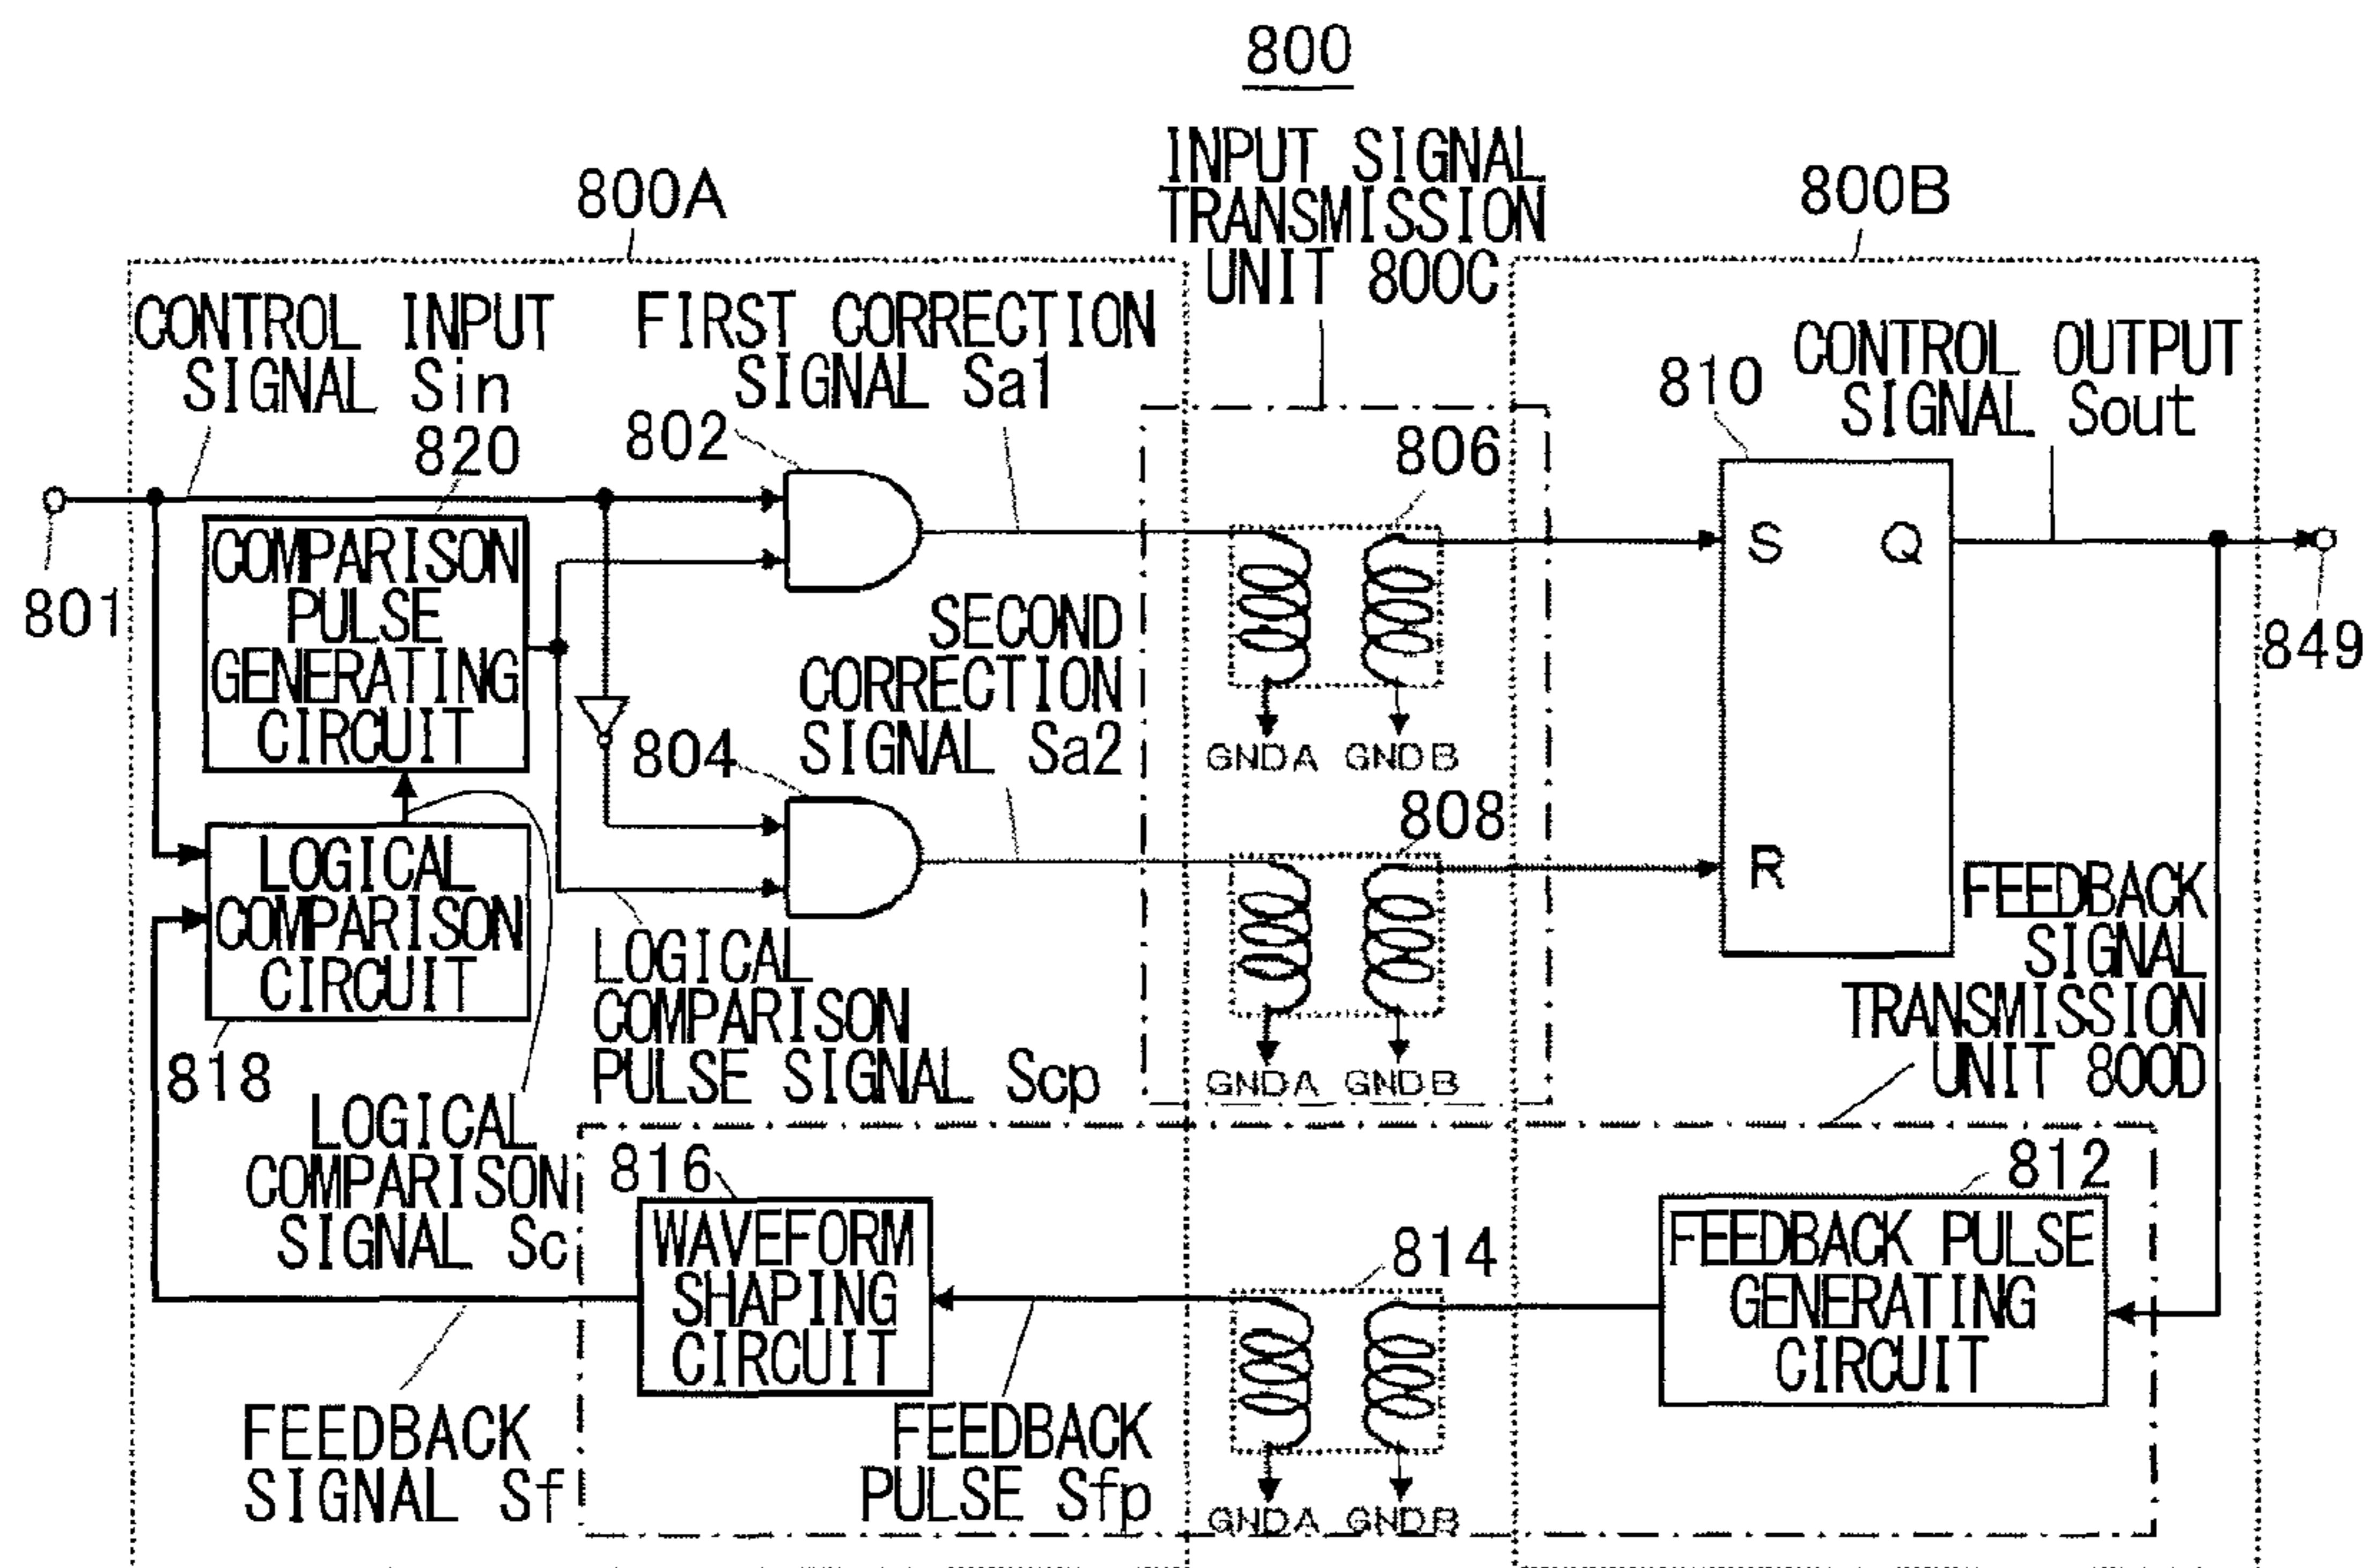 800
INPUT SIGNAL
TRANSMISSION
UNIT 800C
800A
800B
CONTROL INPUT
SIGNAL Sin
FIRST CORRECTION
SIGNAL Sa1
CONTROL OUTPUT
SIGNAL Sout
820
802
806
810
801
COMPARISON
PULSE
GENERATING
CIRCUIT
S
Q
849
SECOND
CORRECTION
SIGNAL Sa2
804
GNDA
GNDB
808
LOGICAL
COMPARISON
CIRCUIT
R
818
LOGICAL
COMPARISON
PULSE SIGNAL Scp
GNDA
GNDB
FEEDBACK
SIGNAL
TRANSMISSION
UNIT 800D
LOGICAL
COMPARISON
SIGNAL Sc
816
WAVEFORM
SHAPING
CIRCUIT
814
812
FEEDBACK PULSE
GENERATING
CIRCUIT
FEEDBACK
SIGNAL Sf
FEEDBACK
PULSE Sfp
GNDA
GNDB